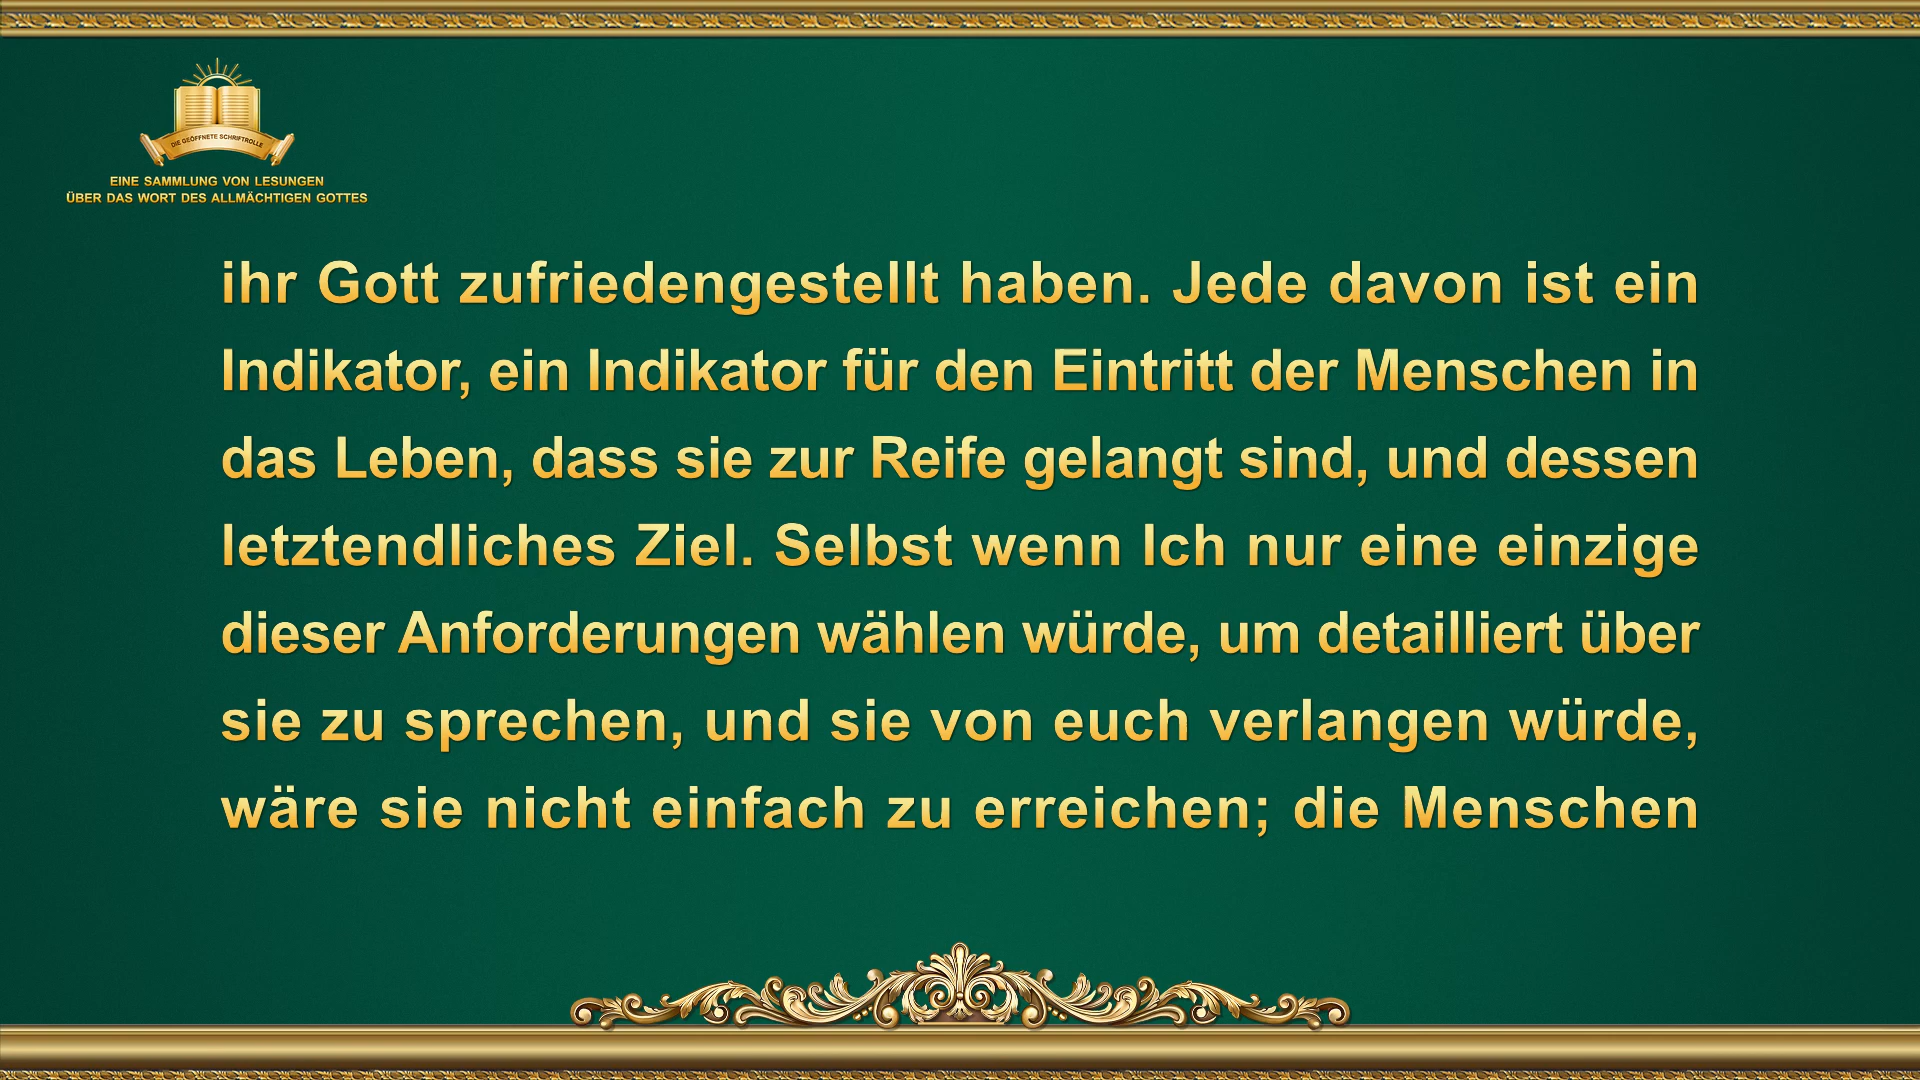 DIE GEÖFFNETE SCHRIFTROLLE
EINE SAMMLUNG VON LESUNGEN
ÜBER DAS WORT DES ALLMÄCHTIGEN GOTTES
ihr Gott zufriedengestellt haben. Jede davon ist ein
Indikator, ein Indikator für den Eintritt der Menschen in
das Leben, dass sie zur Reife gelangt sind, und dessen
letztendliches Ziel. Selbst wenn Ich nur eine einzige
dieser Anforderungen wählen würde, um detailliert über
sie zu sprechen, und sie von euch verlangen würde,
wäre sie nicht einfach zu erreichen; die Menschen